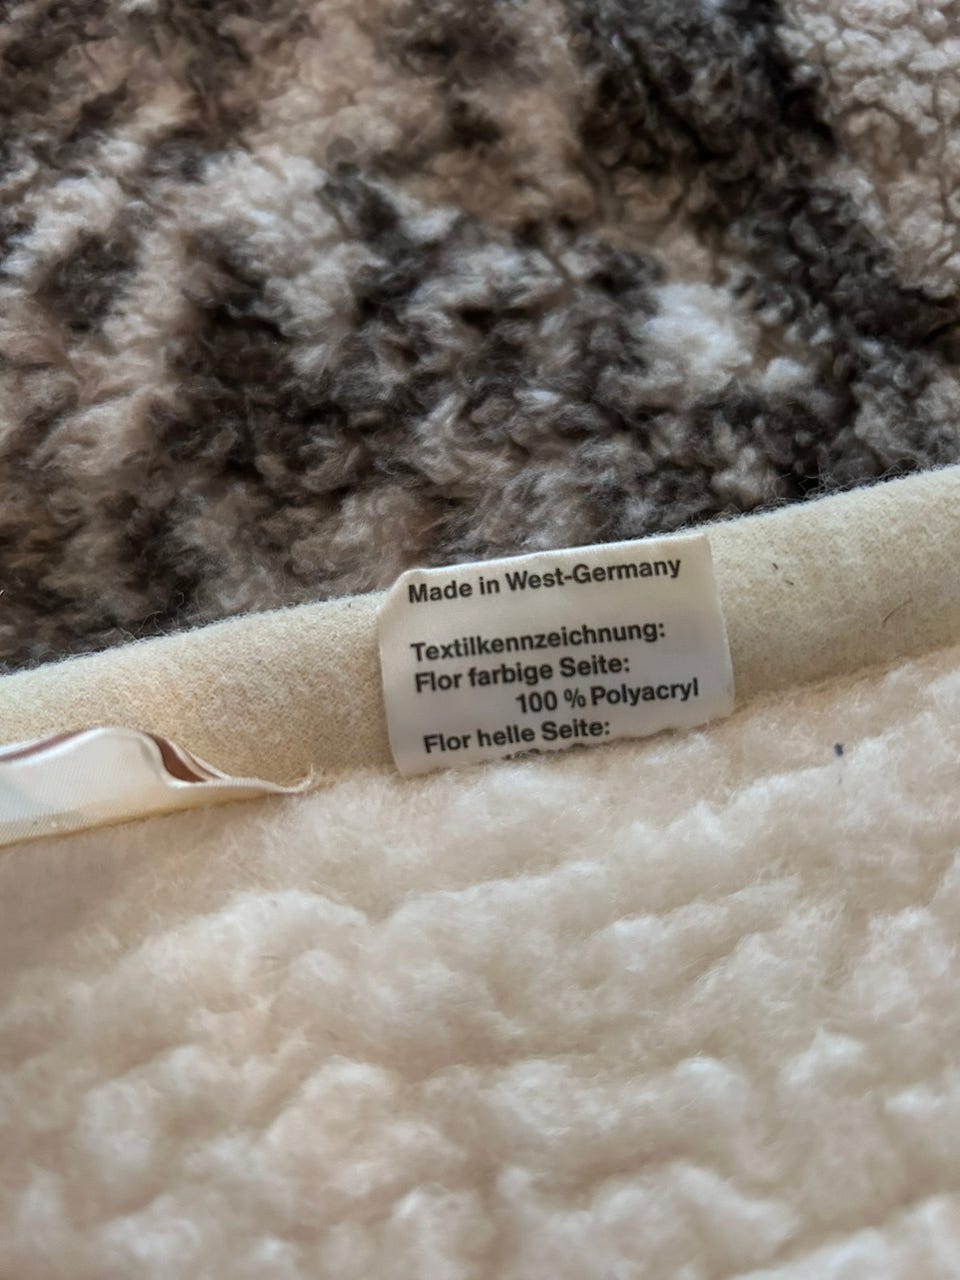 Made in West-Germany
Textilkennzeichnung:
Flor farbige Seite:
100 % Polyacryl
Flor helle Seite: